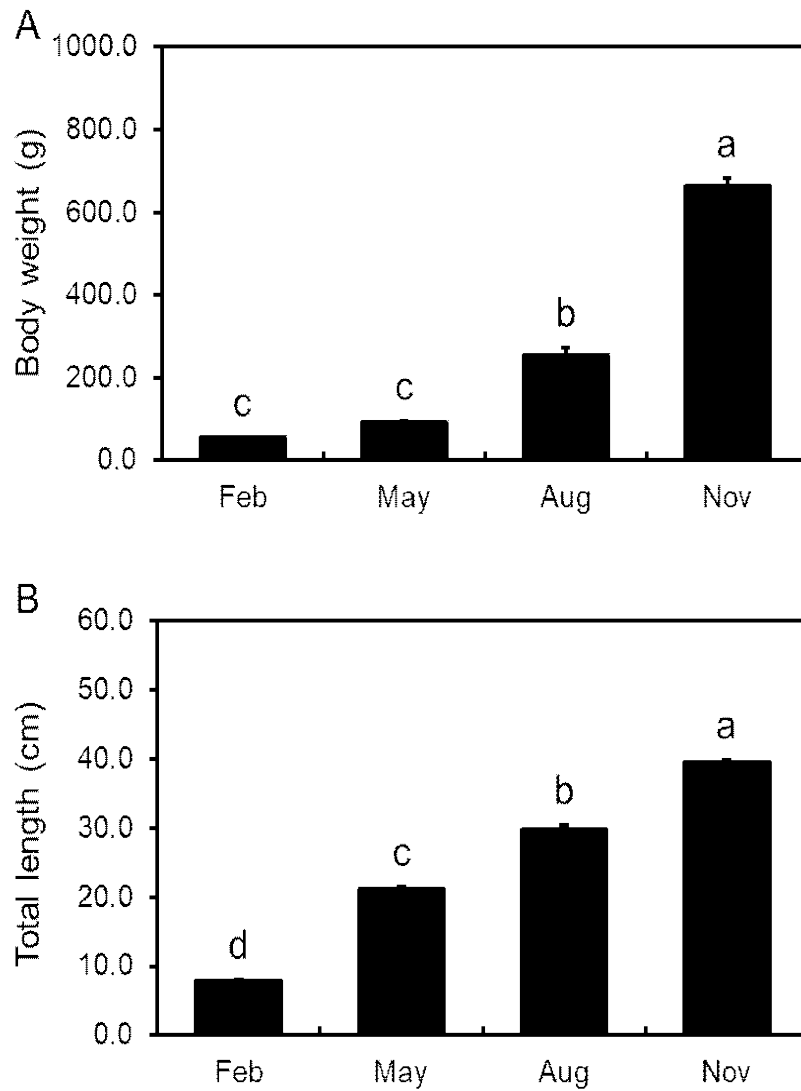 A
Body weight (g)
1000.0
800.0
600.0
400.0
200.0
0.0
c
c
b
a
Feb
May
Aug
Nov
B
Total length (cm)
60.0
50.0
40.0
30.0
20.0
10.0
0.0
d
c
b
a
Feb
May
Aug
Nov